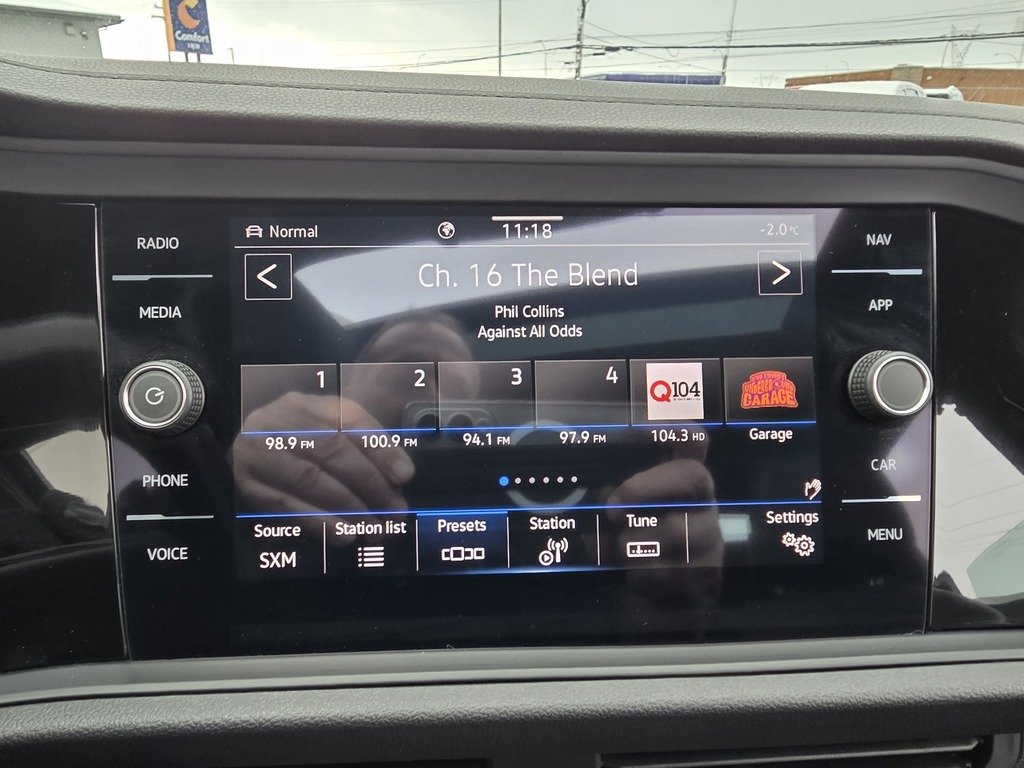 Comfort
RADIO
MEDIA
PHONE
VOICE
Normal
11:18
-2.0°C
<
Ch. 16 The Blend
>
Phil Collins
Against All Odds
1
2
3
4
Q104
UNDERGROUND
GARAGE
98.9 FM
100.9 FM
94.1 FM
97.9 FM
104.3 HD
Garage
Source
SXM
Station list
Presets
Station
Tune
Settings
NAV
APP
CAR
MENU